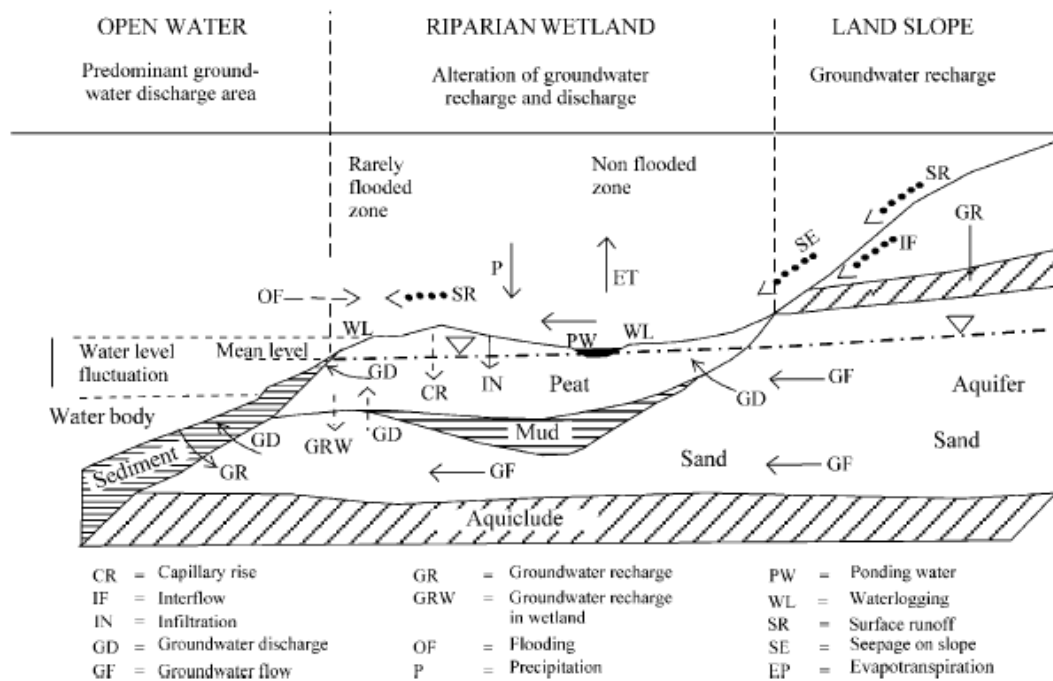 OPEN WATER
RIPARIAN WETLAND
LAND SLOPE
Predominant ground-
water discharge area
Alteration of groundwater
recharge and discharge
Groundwater recharge
Rarely
flooded
zone
Non flooded
zone
SR
GR
SE
IF
P
ET
OF
SR
WL
PW
WL
Water level
fluctuation
Mean level
GD
CR
IN
Peat
GD
GF
Aquifer
Water body
GD
GRW
GD
Mud
Sand
Sand
Sediment
GR
GF
GF
Aquiclude
CR = Capillary rise
IF = Interflow
IN = Infiltration
GD = Groundwater discharge
GF = Groundwater flow
GR = Groundwater recharge
GRW = Groundwater recharge
in wetland
OF = Flooding
P = Precipitation
PW = Ponding water
WL = Waterlogging
SR = Surface runoff
SE = Seepage on slope
EP = Evapotranspiration